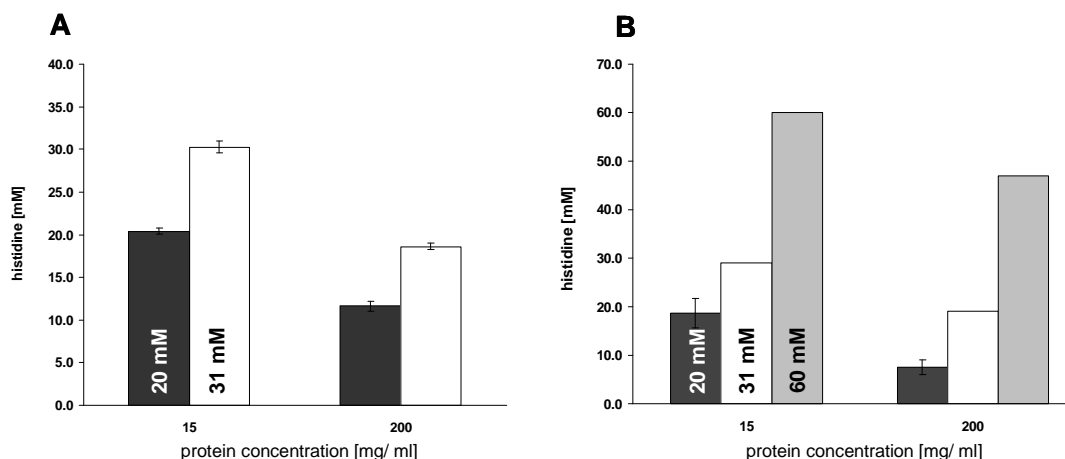 A
40.0
35.0
30.0
25.0
20.0
15.0
10.0
5.0
0.0
histidine [mM]
20 mM
31 mM
15
200
protein concentration [mg/ ml]
B
70.0
60.0
50.0
40.0
30.0
20.0
10.0
0.0
histidine [mM]
20 mM
31 mM
60 mM
15
200
protein concentration [mg/ ml]